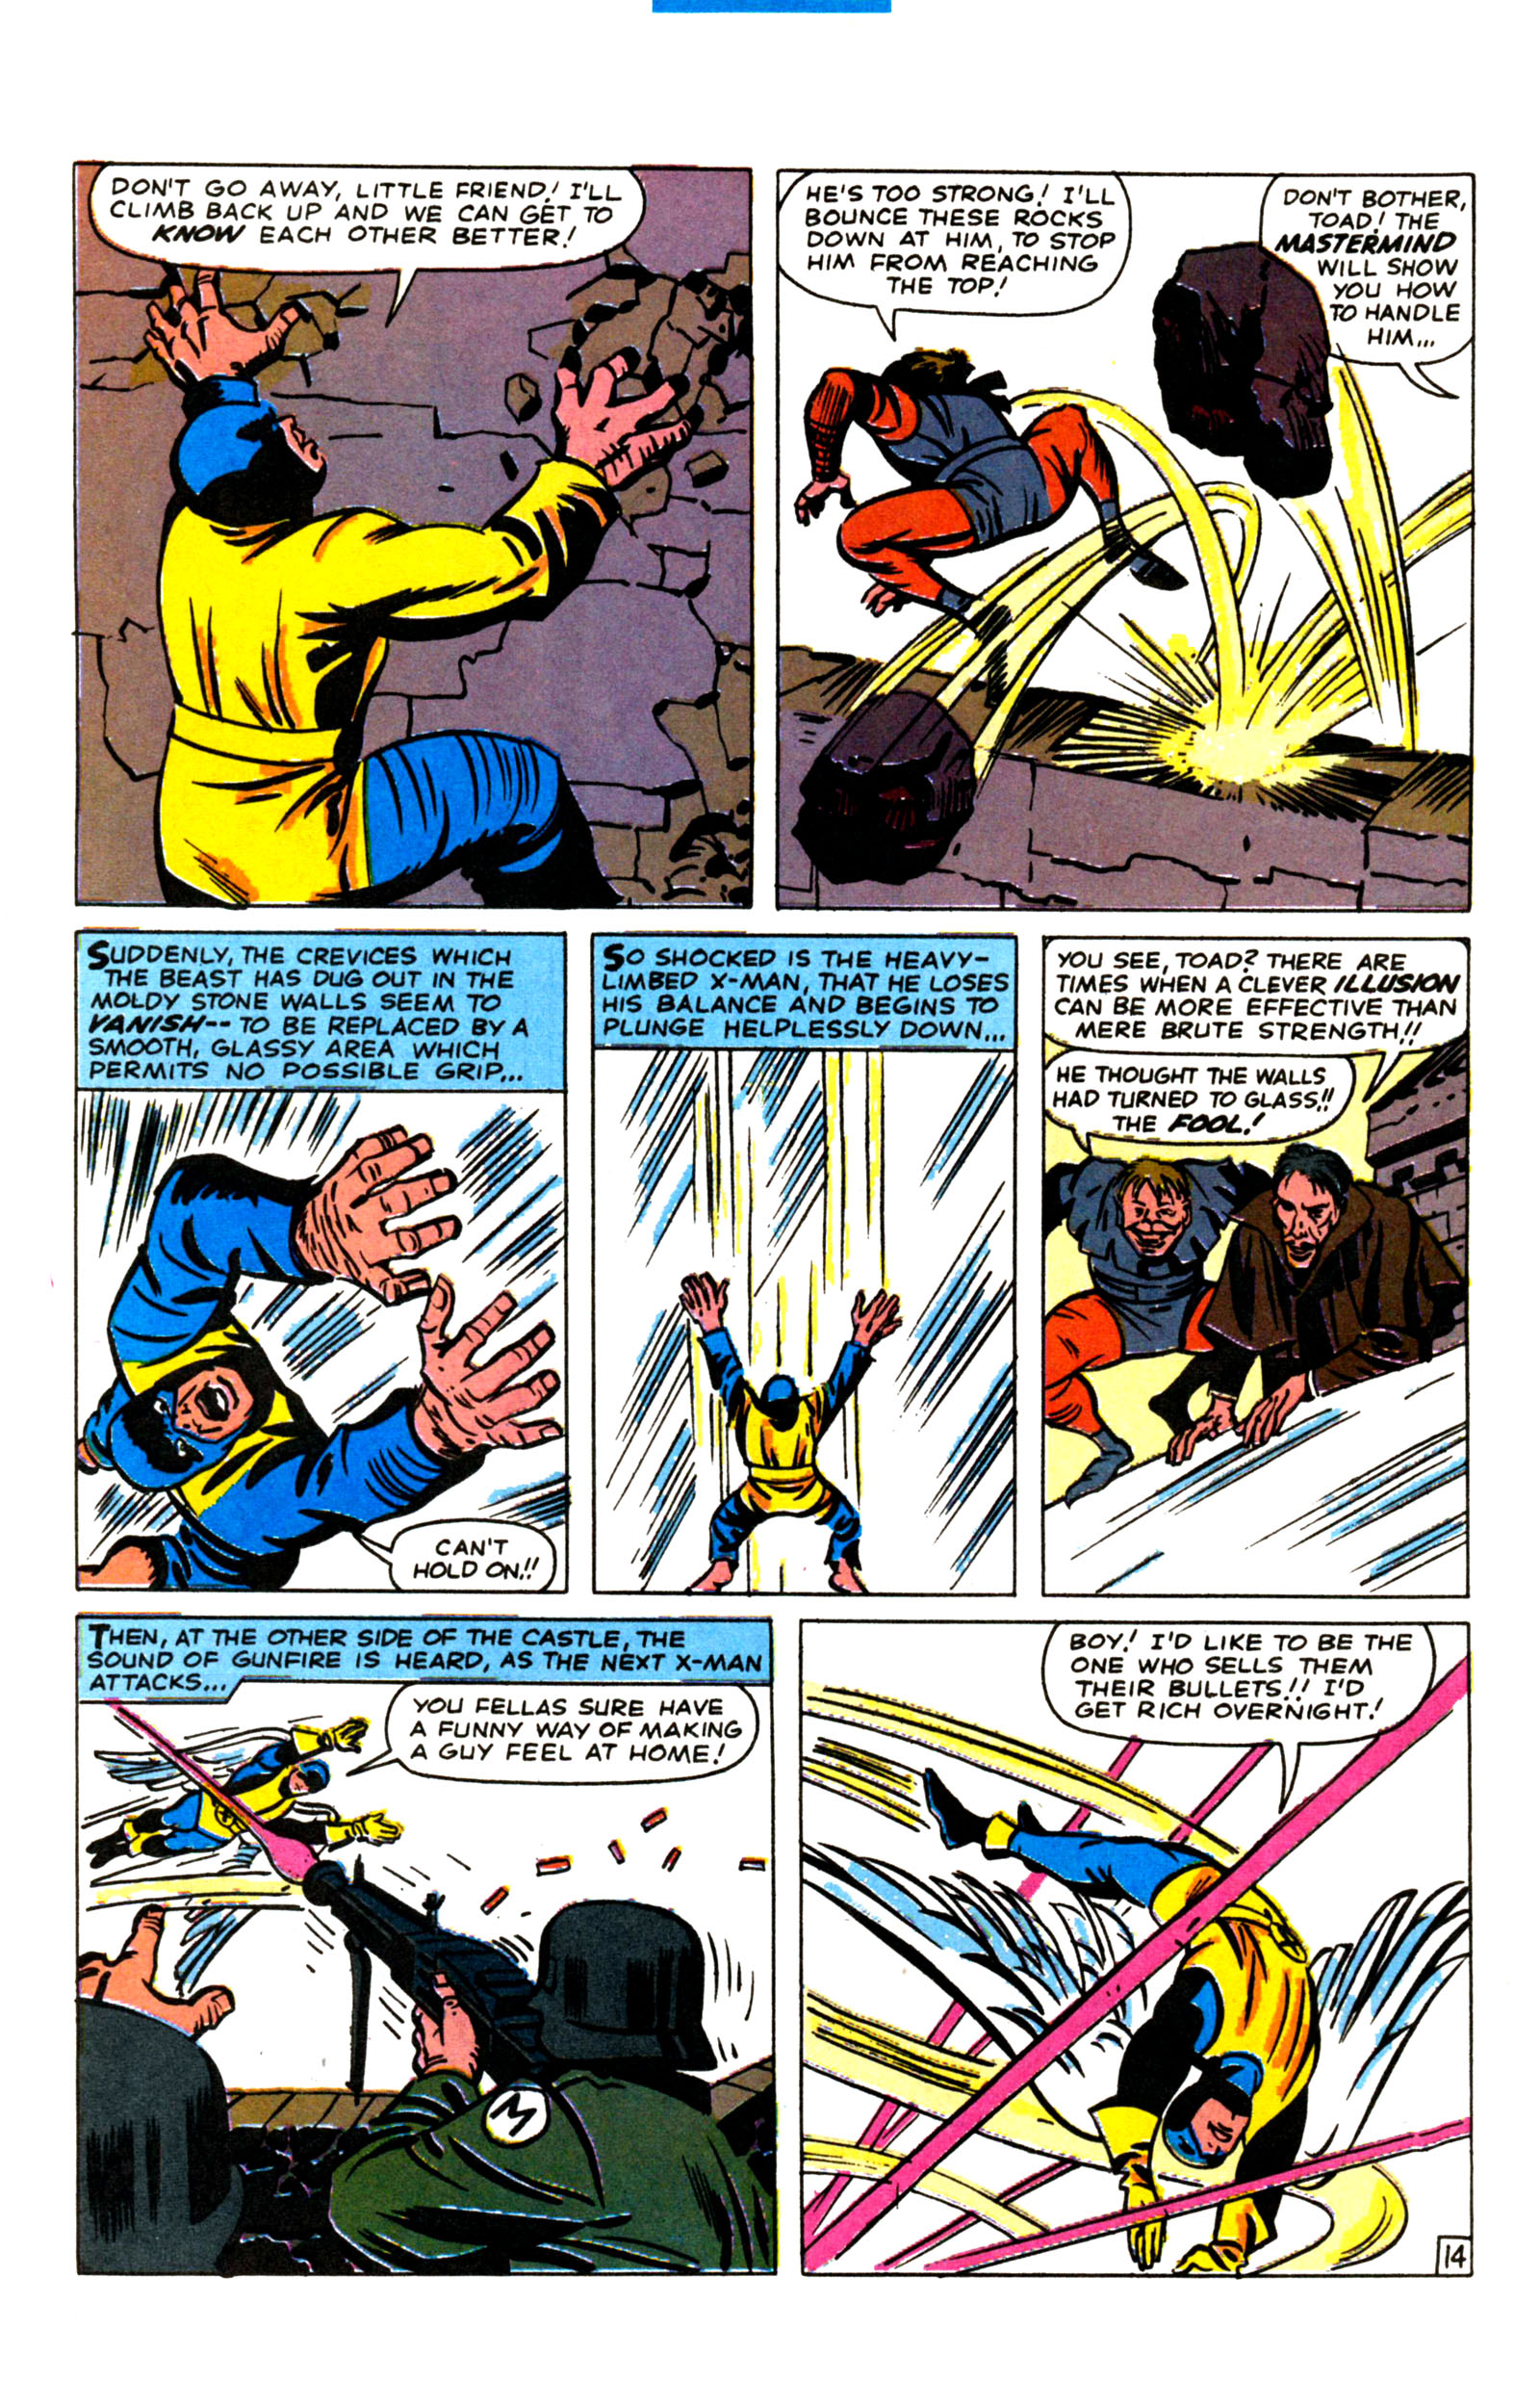 DON'T GO AWAY, LITTLE FRIEND! I'LL
CLIMB BACK UP AND WE CAN GET TO
KNOW EACH OTHER BETTER!
HE'S TOO STRONG! I'LL
BOUNCE THESE ROCKS
DOWN AT HIM, TO STOP
HIM FROM REACHING
THE TOP!
DON'T BOTHER,
TOAD! THE
MASTERMIND
WILL SHOW
YOU HOW
TO HANDLE
HIM...
SUDDENLY, THE CREVICES WHICH
THE BEAST HAS DUG OUT IN THE
MOLDY STONE WALLS SEEM TO
VANISH-- TO BE REPLACED BY A
SMOOTH, GLASSY AREA WHICH
PERMITS NO POSSIBLE GRIP...
CAN'T
HOLD ON!!
SO SHOCKED IS THE HEAVY-
LIMBED X-MAN, THAT HE LOSES
HIS BALANCE AND BEGINS TO
PLUNGE HELPLESSLY DOWN...
YOU SEE, TOAD? THERE ARE
TIMES WHEN A CLEVER ILLUSION
CAN BE MORE EFFECTIVE THAN
MERE BRUTE STRENGTH!!
HE THOUGHT THE WALLS
HAD TURNED TO GLASS!!
THE FOOL!
THEN, AT THE OTHER SIDE OF THE CASTLE, THE
SOUND OF GUNFIRE IS HEARD, AS THE NEXT X-MAN
ATTACKS...
YOU FELLAS SURE HAVE
A FUNNY WAY OF MAKING
A GUY FEEL AT HOME!
M
BOY! I'D LIKE TO BE THE
ONE WHO SELLS THEM
THEIR BULLETS!! I'D
GET RICH OVERNIGHT!
14